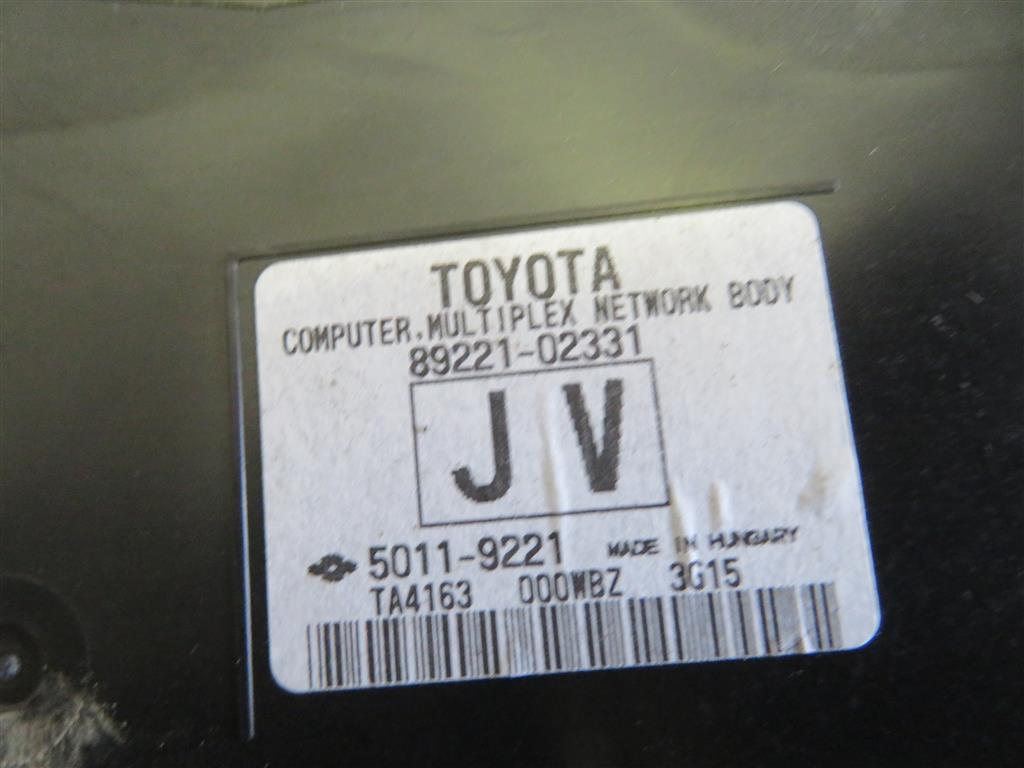 TOYOTA
COMPUTER,MULTIPLEX NETWORK BODY
89221-02331
JV
5011-9221 MADE IN HUNGARY
TA4163 000WBZ 3G15